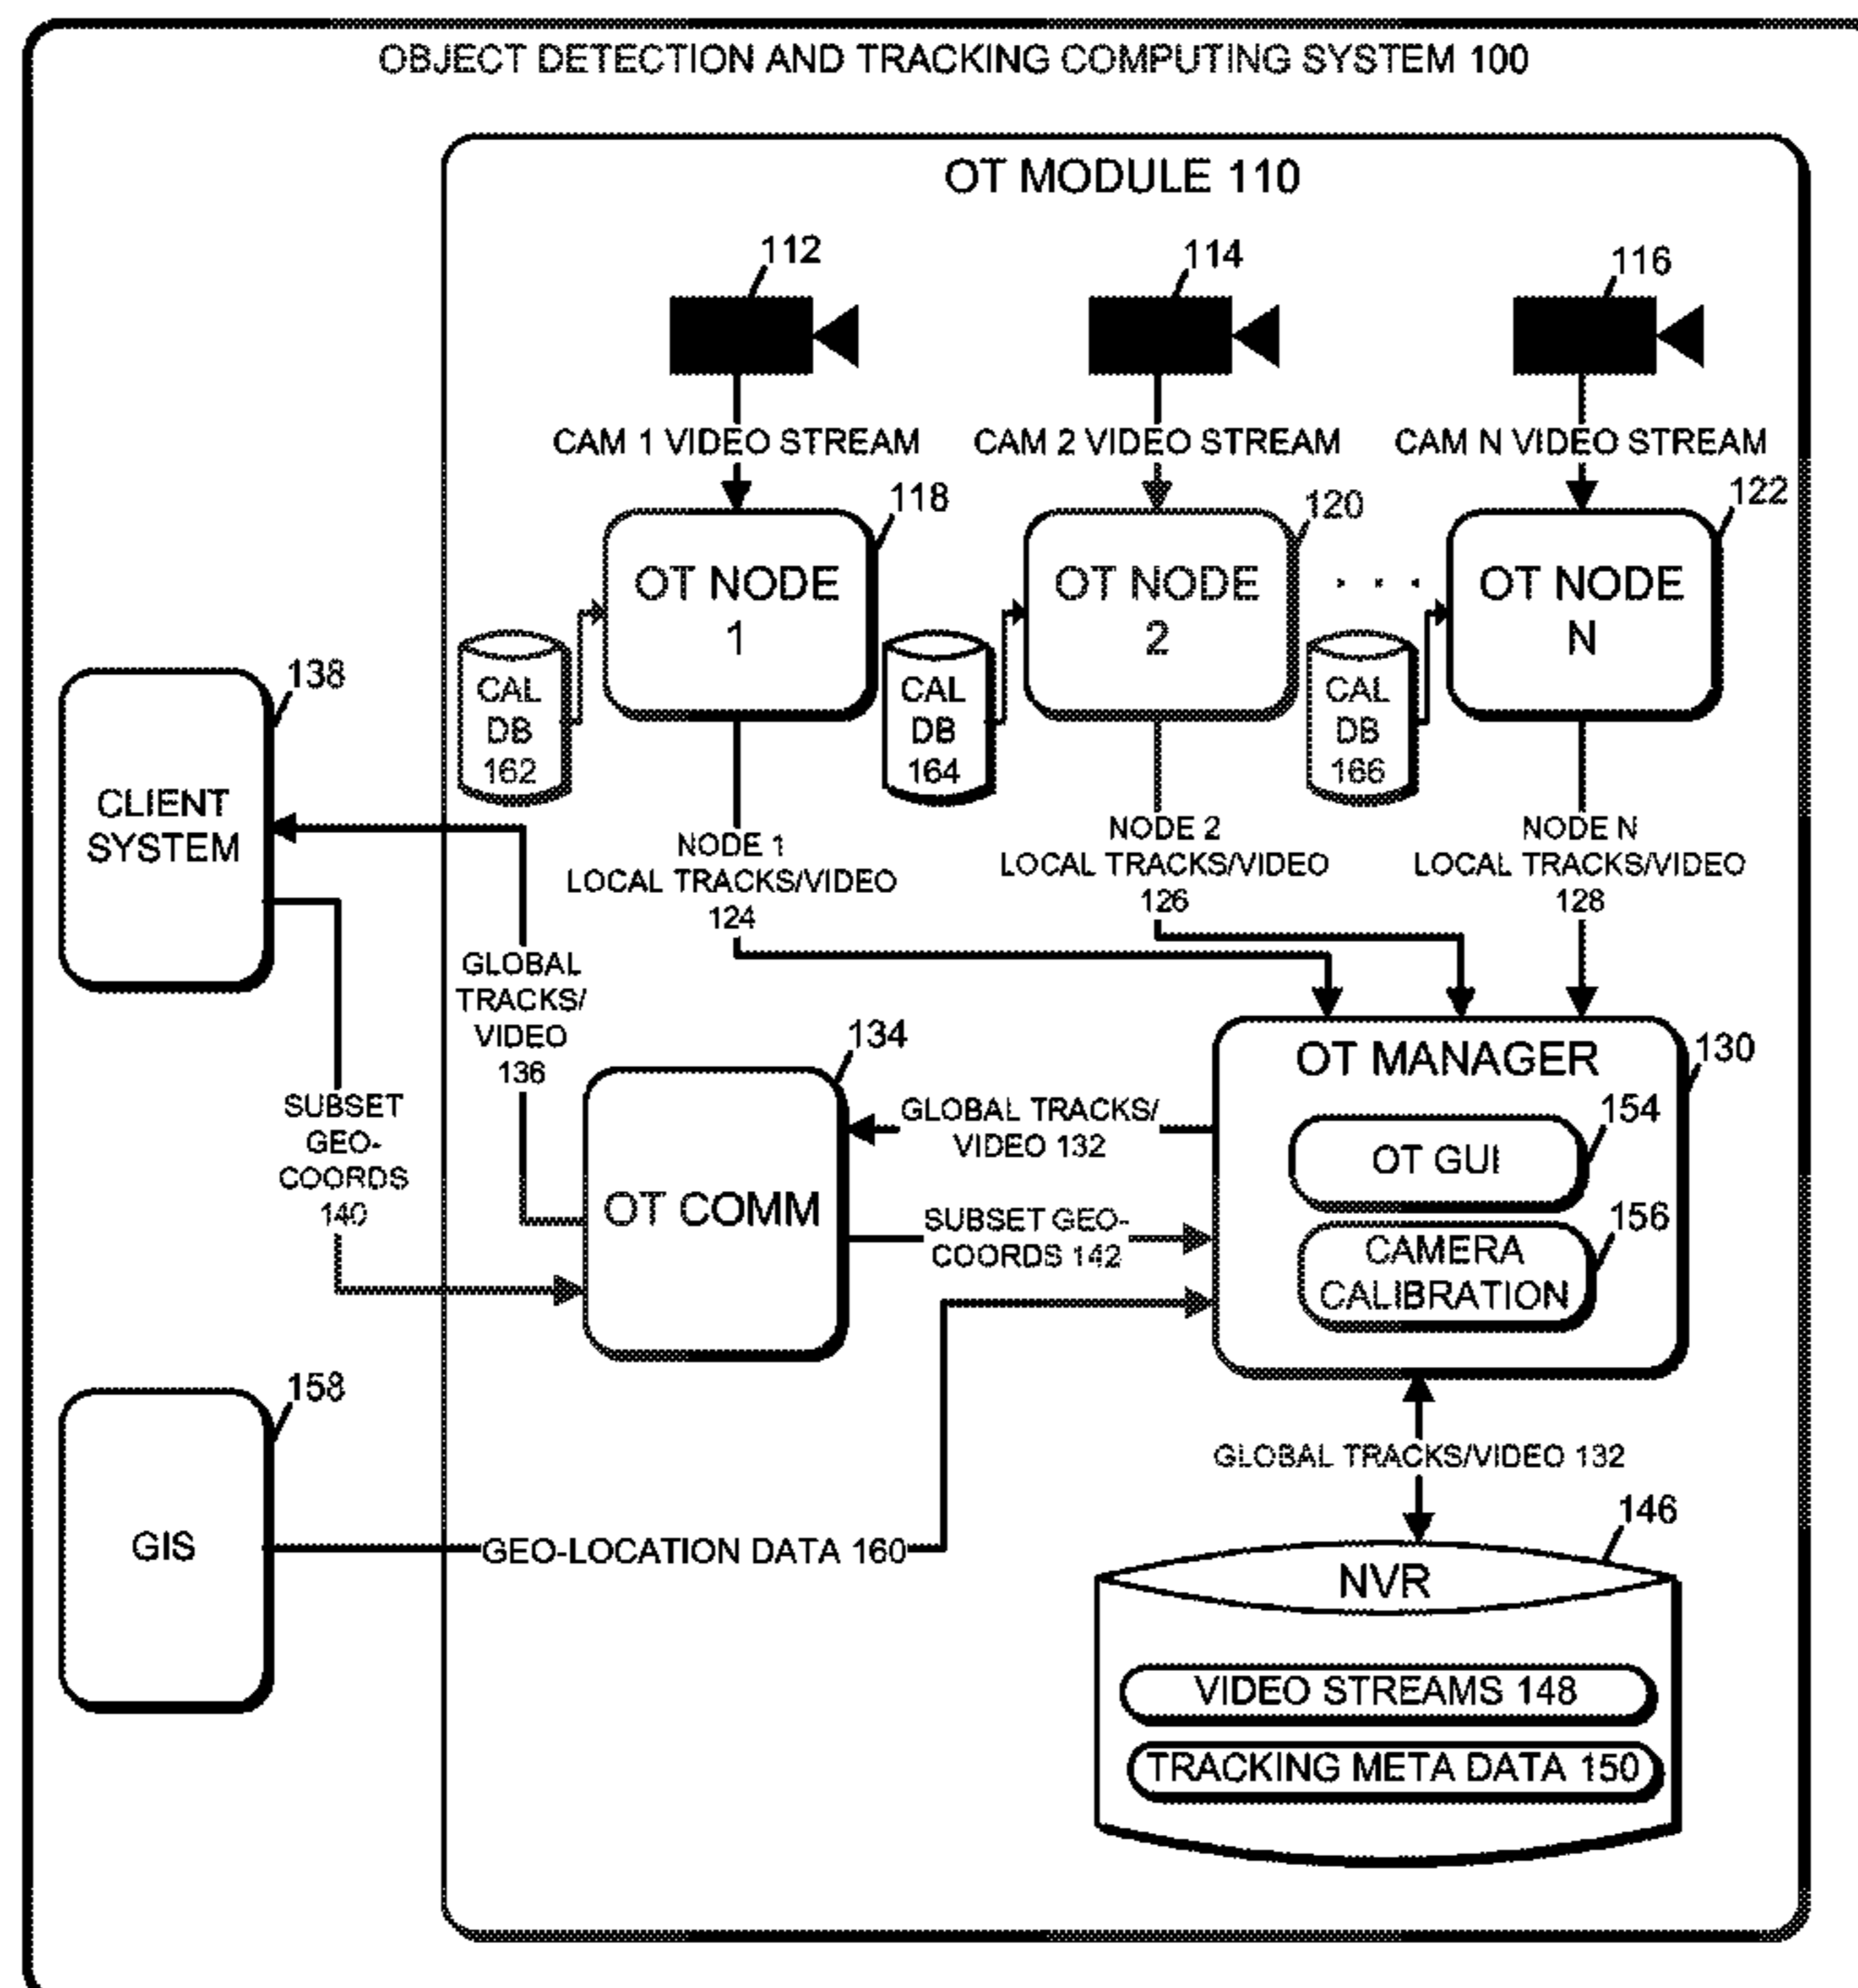 OBJECT DETECTION AND TRACKING COMPUTING SYSTEM 100
OT MODULE 110
112
114
116
CAM 1 VIDEO STREAM
CAM 2 VIDEO STREAM
CAM N VIDEO STREAM
118
120
122
OT NODE
1
OT NODE
2
. . .
OT NODE
N
CAL
DB
162
CAL
DB
164
CAL
DB
166
138
CLIENT
SYSTEM
NODE 1
LOCAL TRACKS/VIDEO
124
NODE 2
LOCAL TRACKS/VIDEO
126
NODE N
LOCAL TRACKS/VIDEO
128
GLOBAL
TRACKS/
VIDEO
136
SUBSET
GEO-
COORDS
140
134
OT COMM
GLOBAL TRACKS/
VIDEO 132
SUBSET GEO-
COORDS 142
130
OT MANAGER
154
OT GUI
156
CAMERA
CALIBRATION
158
GIS
GEO-LOCATION DATA 160
GLOBAL TRACKS/VIDEO 132
146
NVR
VIDEO STREAMS 148
TRACKING META DATA 150